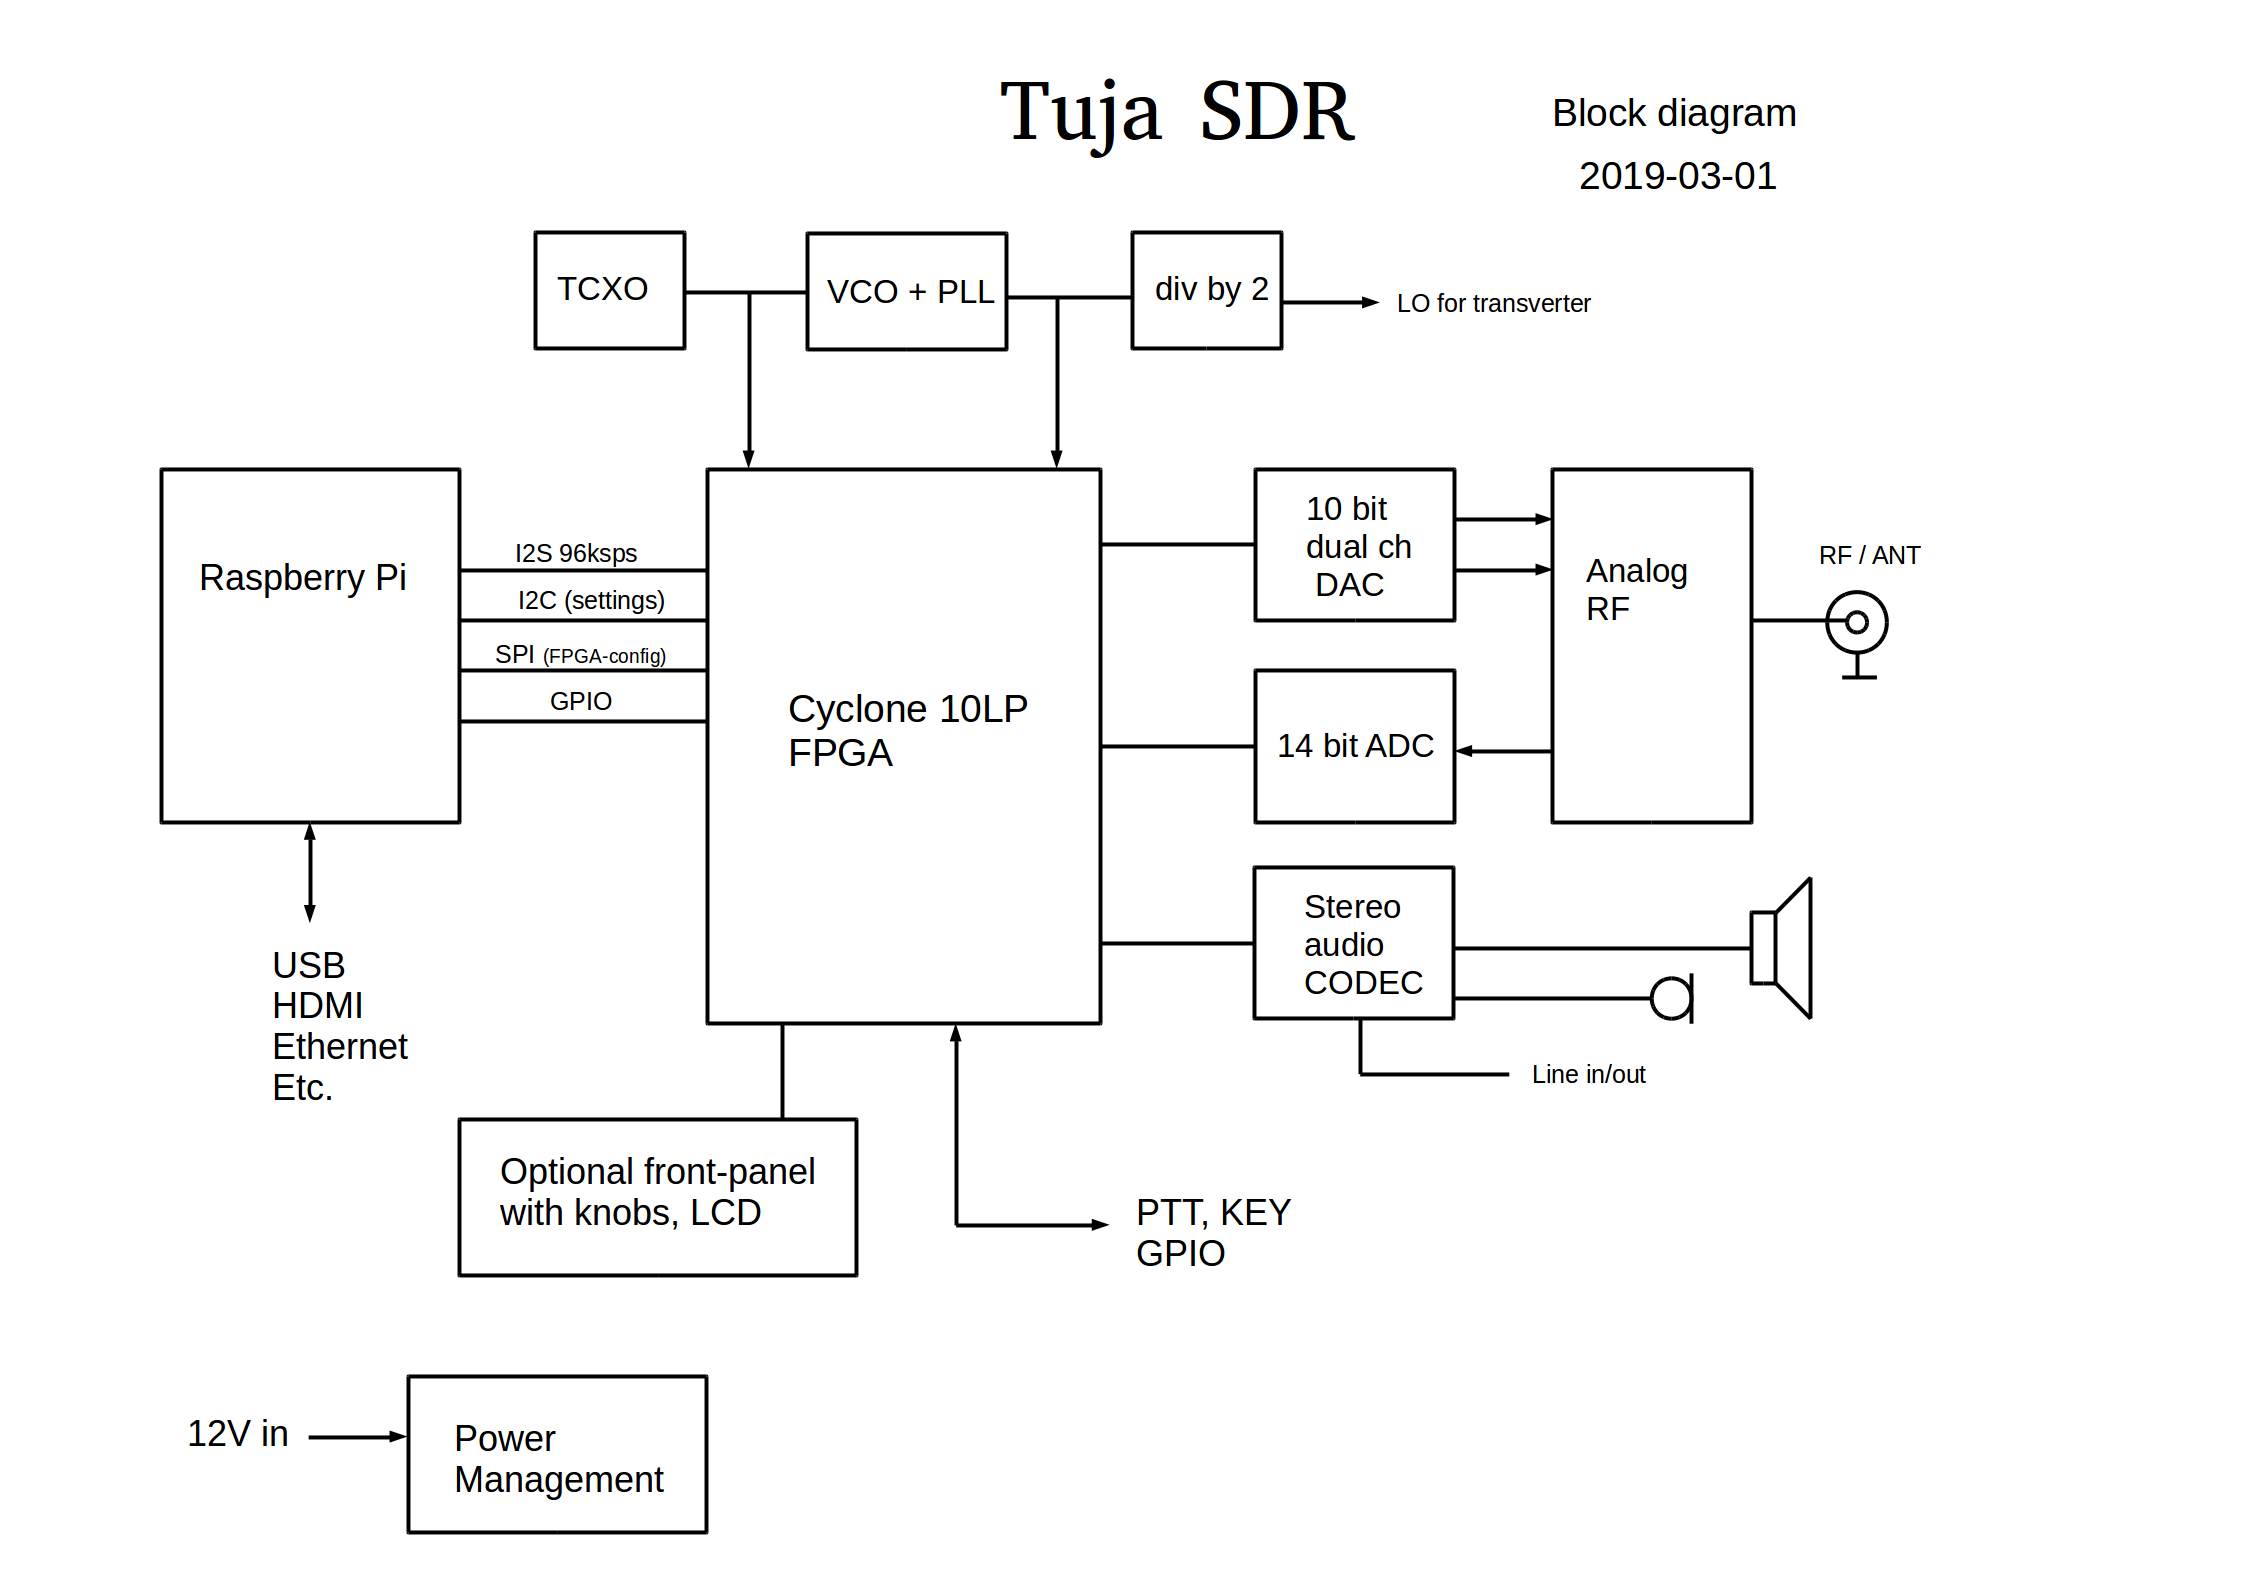 Tuja SDR
Block diagram
2019-03-01
TCXO
VCO + PLL
div by 2
LO for transverter
Raspberry Pi
I2S 96ksps
I2C (settings)
SPI (FPGA-config)
GPIO
Cyclone 10LP
FPGA
10 bit
dual ch
DAC
Analog
RF
RF / ANT
14 bit ADC
Stereo
audio
CODEC
Line in/out
USB
HDMI
Ethernet
Etc.
Optional front-panel
with knobs, LCD
PTT, KEY
GPIO
12V in
Power
Management